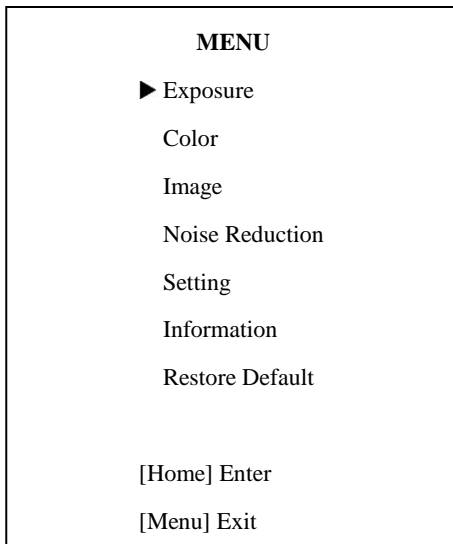 MENU
Exposure
Color
Image
Noise Reduction
Setting
Information
Restore Default
[Home] Enter
[Menu] Exit